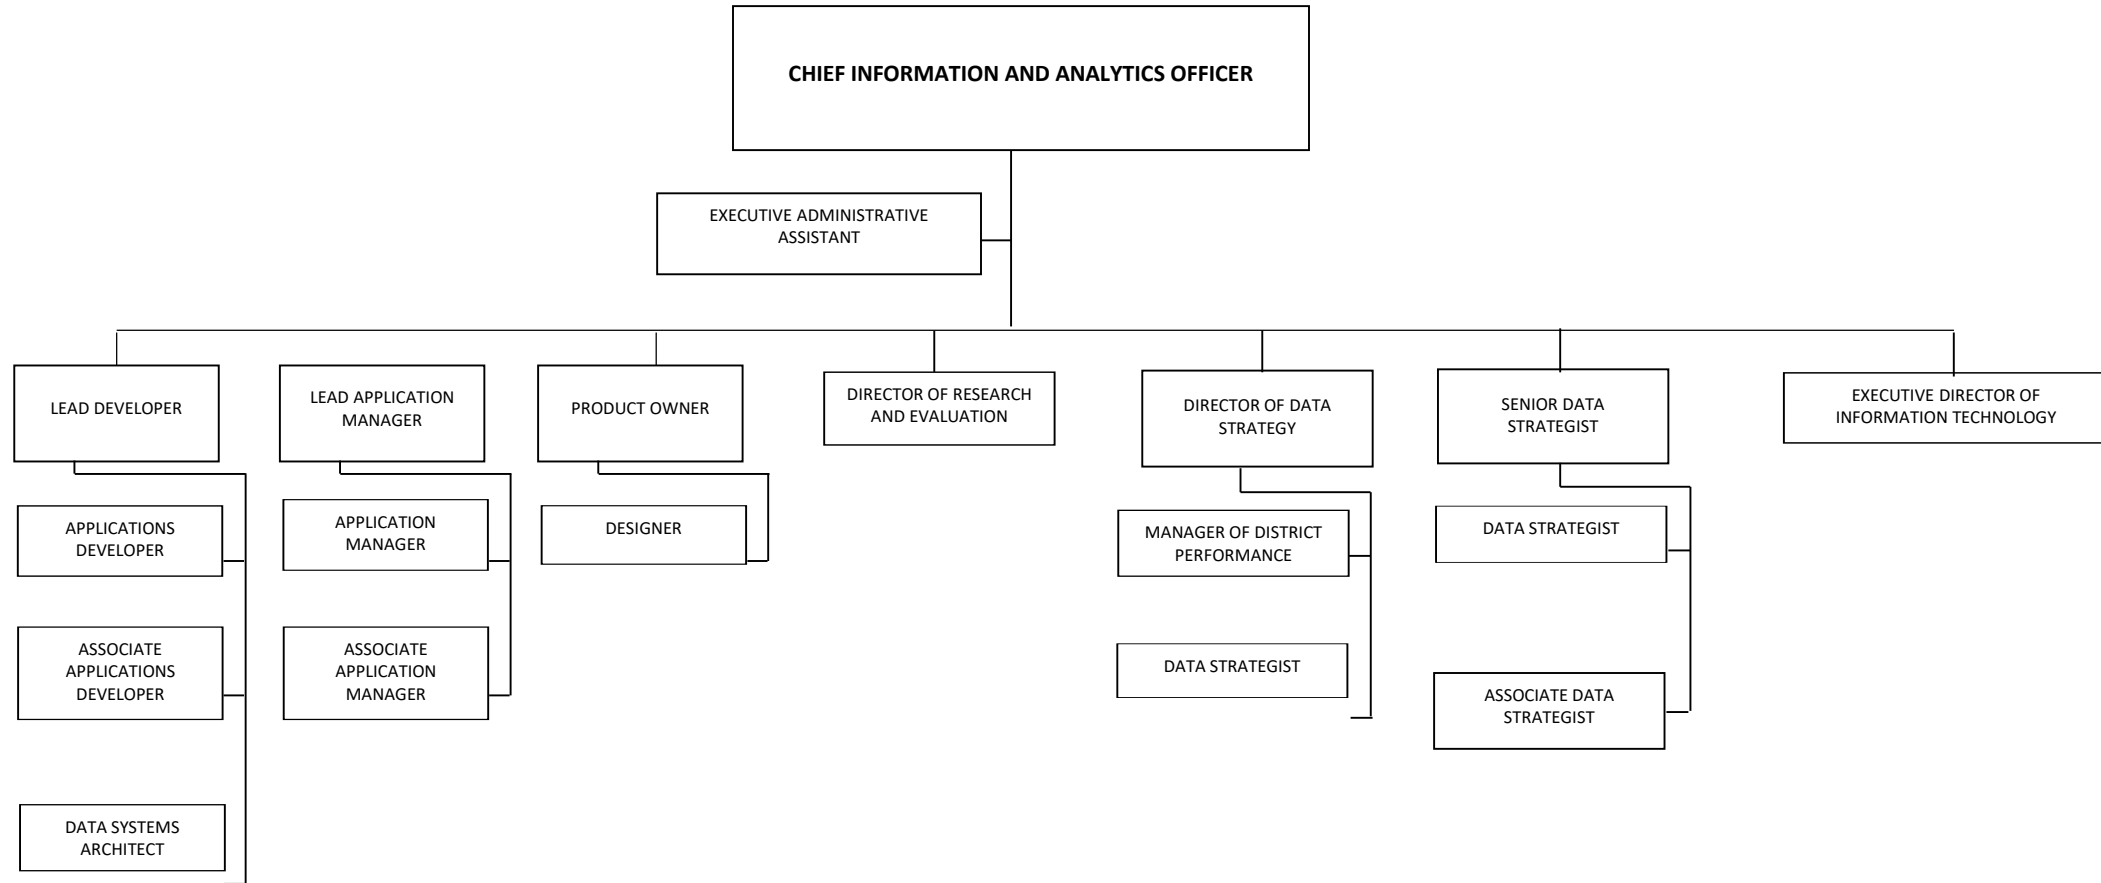 CHIEF INFORMATION AND ANALYTICS OFFICER
EXECUTIVE ADMINISTRATIVE
ASSISTANT
LEAD DEVELOPER
LEAD APPLICATION
MANAGER
PRODUCT OWNER
DIRECTOR OF RESEARCH
AND EVALUATION
DIRECTOR OF DATA
STRATEGY
SENIOR DATA
STRATEGIST
EXECUTIVE DIRECTOR OF
INFORMATION TECHNOLOGY
APPLICATIONS
DEVELOPER
APPLICATION
MANAGER
DESIGNER
MANAGER OF DISTRICT
PERFORMANCE
DATA STRATEGIST
ASSOCIATE
APPLICATIONS
DEVELOPER
ASSOCIATE
APPLICATION
MANAGER
DATA STRATEGIST
ASSOCIATE DATA
STRATEGIST
DATA SYSTEMS
ARCHITECT